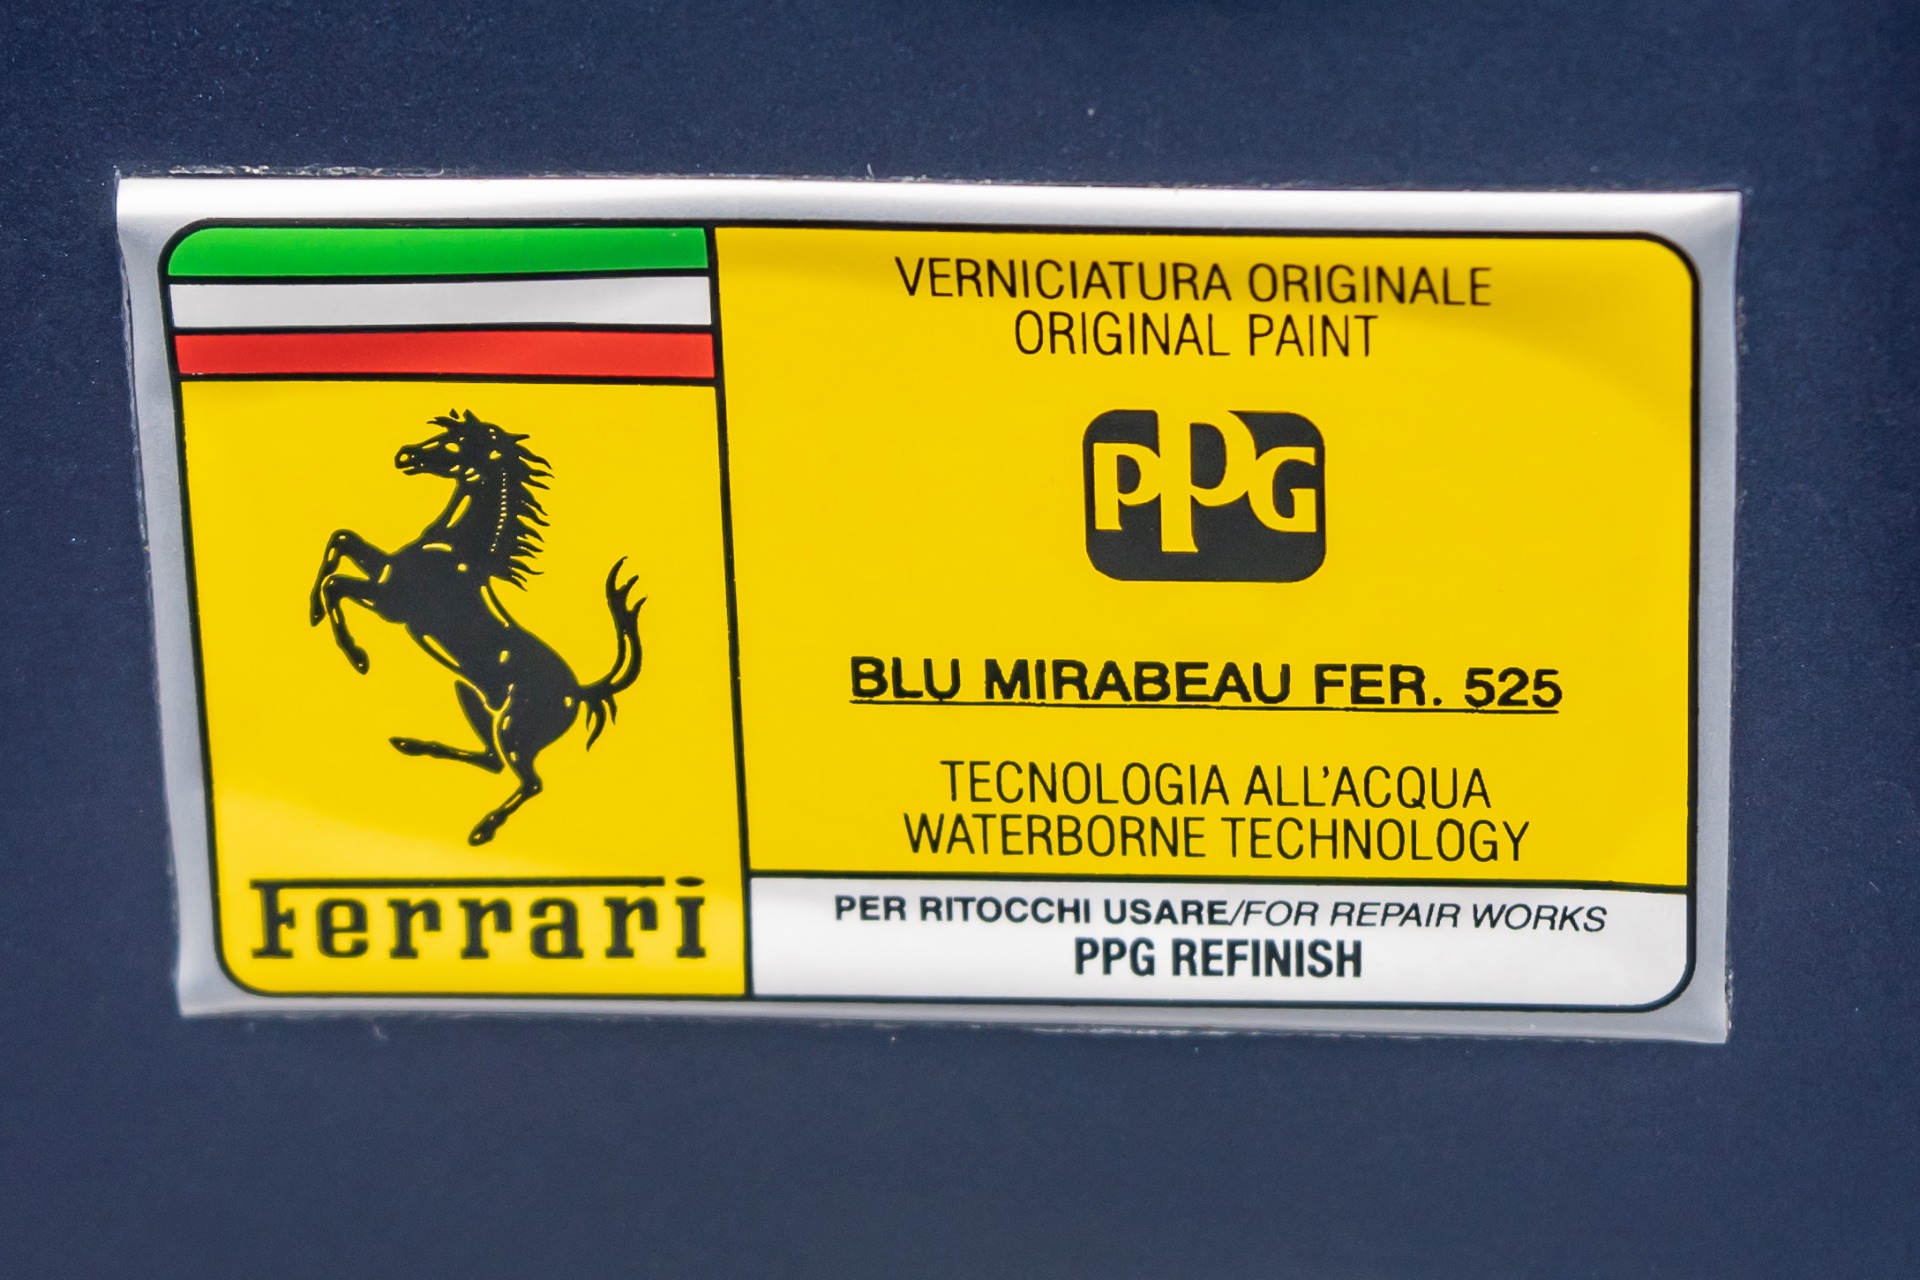 VERNICIATURA ORIGINALE
ORIGINAL PAINT
PPG
BLU MIRABEAU FER. 525
TECNOLOGIA ALL'ACQUA
WATERBORNE TECHNOLOGY
Ferrari
PER RITOCCHI USARE/FOR REPAIR WORKS
PPG REFINISH